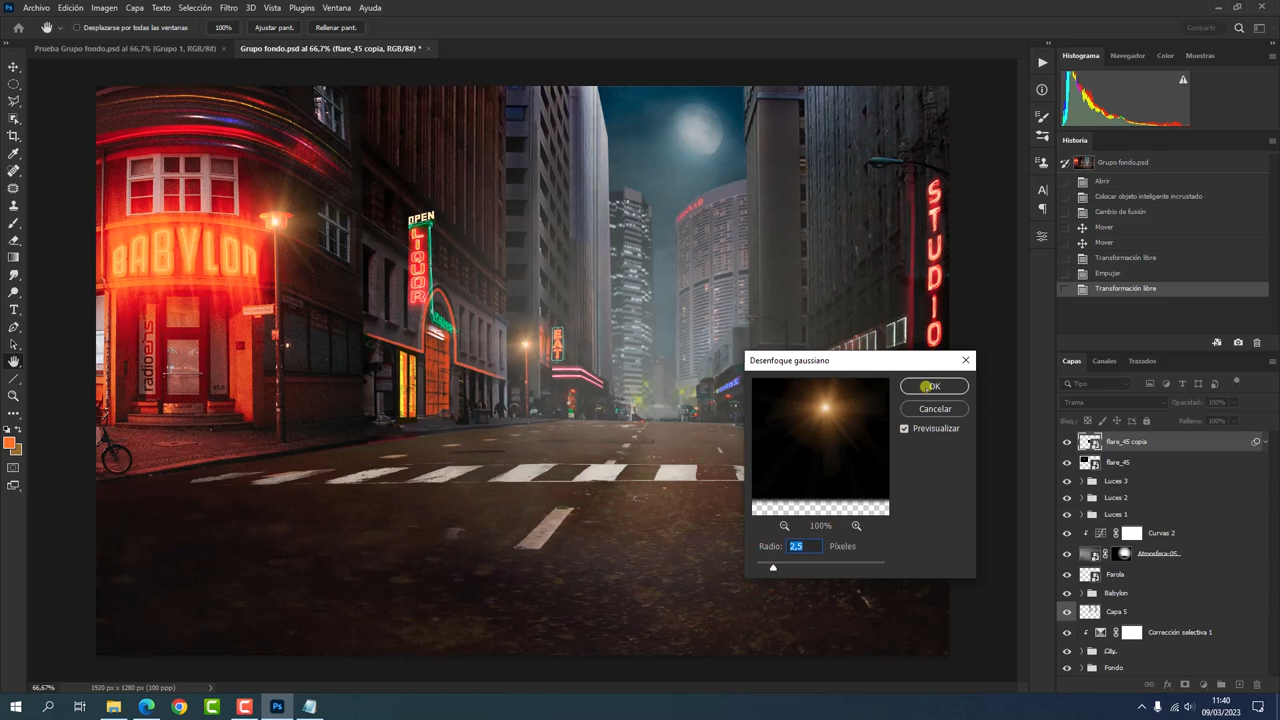 Ps Archivo Edición Imagen Capa Texto Selección Filtro 3D Vista Plugins Ventana Ayuda
Desplazarse por todas las ventanas 100% Ajustar pant. Rellenar pant. Compartir
Prueba Grupo fondo.psd al 66,7% (Grupo 1, RGB/8#) × Grupo fondo.psd al 66,7% (flare_45 copia, RGB/8#) * ×
Histograma Navegador Color Muestras
Historia
Grupo fondo.psd
Abrir
Colocar objeto inteligente incrustado
Cambio de fusión
Mover
Mover
Transformación libre
Empujar
Transformación libre
OPEN
LIQUOR
BABYLON
EAT
STUDIO
radioeins
ELA
Desenfoque gaussiano
OK
Cancelar
Previsualizar
100%
Radio: 2,5 Píxeles
Capas Canales Trazados
Tipo
Trama Opacidad: 100%
Bloq.: Relleno: 100%
flare_45 copia
flare_45
Luces 3
Luces 2
Luces 1
Curvas 2
Atmosfera-05
Farola
Babylon
Capa 5
Corrección selectiva 1
City
Fondo
66,67% 1920 px x 1280 px (100 ppp)
11:40
09/03/2023